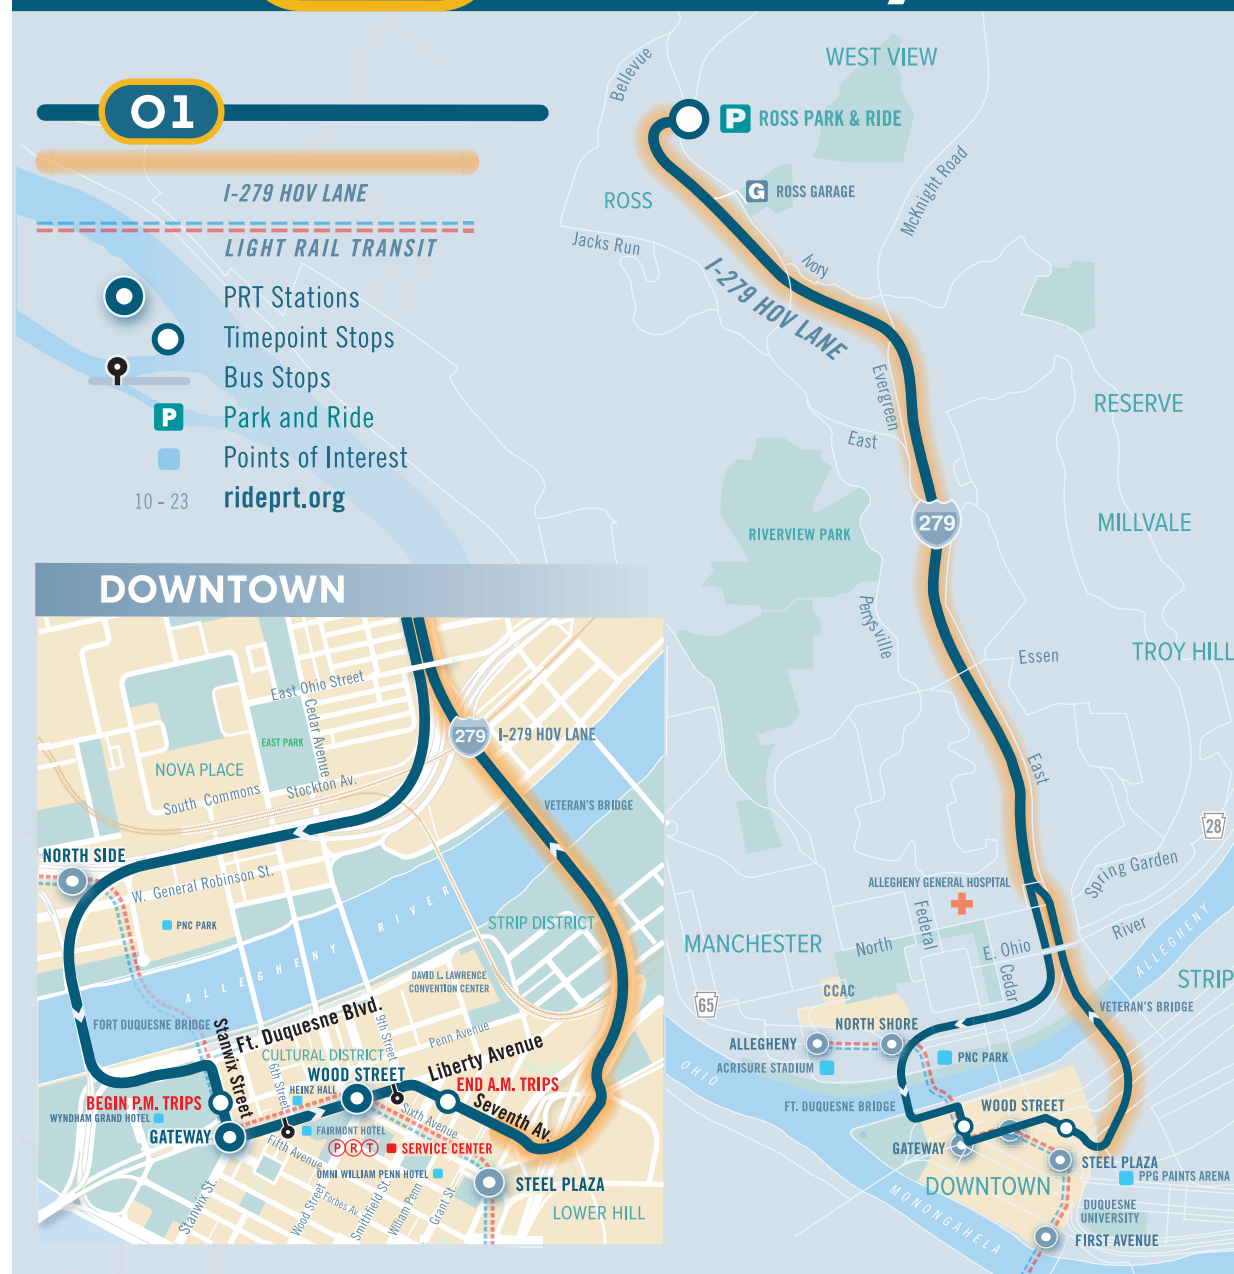 O1
I-279 HOV LANE
LIGHT RAIL TRANSIT
PRT Stations
Timepoint Stops
Bus Stops
P
Park and Ride
Points of Interest
10 - 23
rideprt.org
WEST VIEW
Bellevue
P ROSS PARK & RIDE
G ROSS GARAGE
ROSS
McKnight Road
Jacks Run
Ivory
I-279 HOV LANE
Evergreen
RESERVE
East
279
MILLVALE
RIVERVIEW PARK
Perrysville
Essen
TROY HILL
East
28
Spring Garden
ALLEGHENY GENERAL HOSPITAL
Federal
North
E. Ohio
River
ALLEGHENY
MANCHESTER
Cedar
STRIP
CCAC
65
VETERAN'S BRIDGE
NORTH SHORE
ALLEGHENY
PNC PARK
ACRISURE STADIUM
OHIO
FT. DUQUESNE BRIDGE
WOOD STREET
GATEWAY
STEEL PLAZA
PPG PAINTS ARENA
DOWNTOWN
DUQUESNE
UNIVERSITY
MONONGAHELA
FIRST AVENUE
DOWNTOWN
East Ohio Street
Cedar Avenue
279
I-279 HOV LANE
EAST PARK
NOVA PLACE
Stockton Av.
South Commons
VETERAN'S BRIDGE
NORTH SIDE
W. General Robinson St.
PNC PARK
STRIP DISTRICT
ALLEGHENY RIVER
DAVID L. LAWRENCE
CONVENTION CENTER
FORT DUQUESNE BRIDGE
Stanwix Street
Ft. Duquesne Blvd.
9th Street
Penn Avenue
CULTURAL DISTRICT
Liberty Avenue
WOOD STREET
6th Street
HEINZ HALL
END A.M. TRIPS
BEGIN P.M. TRIPS
WYNDHAM GRAND HOTEL
Sixth Avenue
Seventh Av.
GATEWAY
FAIRMONT HOTEL
PRT SERVICE CENTER
Fifth Avenue
OMNI WILLIAM PENN HOTEL
STEEL PLAZA
Stanwix St.
Wood Street
Forbes Av.
Smithfield St.
William Penn
Grant St.
LOWER HILL